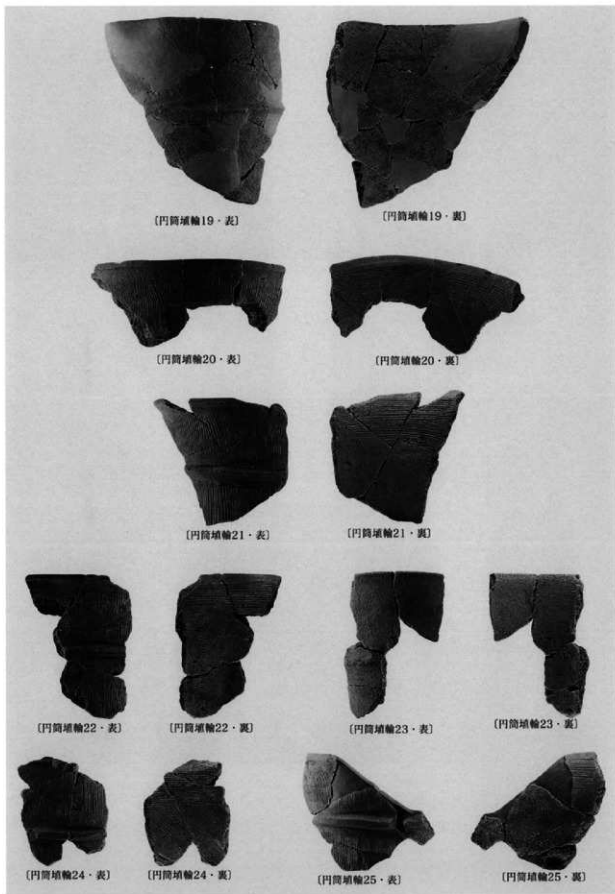 〔円筒埴輪19・表〕
〔円筒埴輪19・裏〕
〔円筒埴輪20・表〕
〔円筒埴輪20・裏〕
〔円筒埴輪21・表〕
〔円筒埴輪21・裏〕
〔円筒埴輪22・表〕
〔円筒埴輪22・裏〕
〔円筒埴輪23・表〕
〔円筒埴輪23・裏〕
〔円筒埴輪24・表〕
〔円筒埴輪24・裏〕
〔円筒埴輪25・表〕
〔円筒埴輪25・裏〕